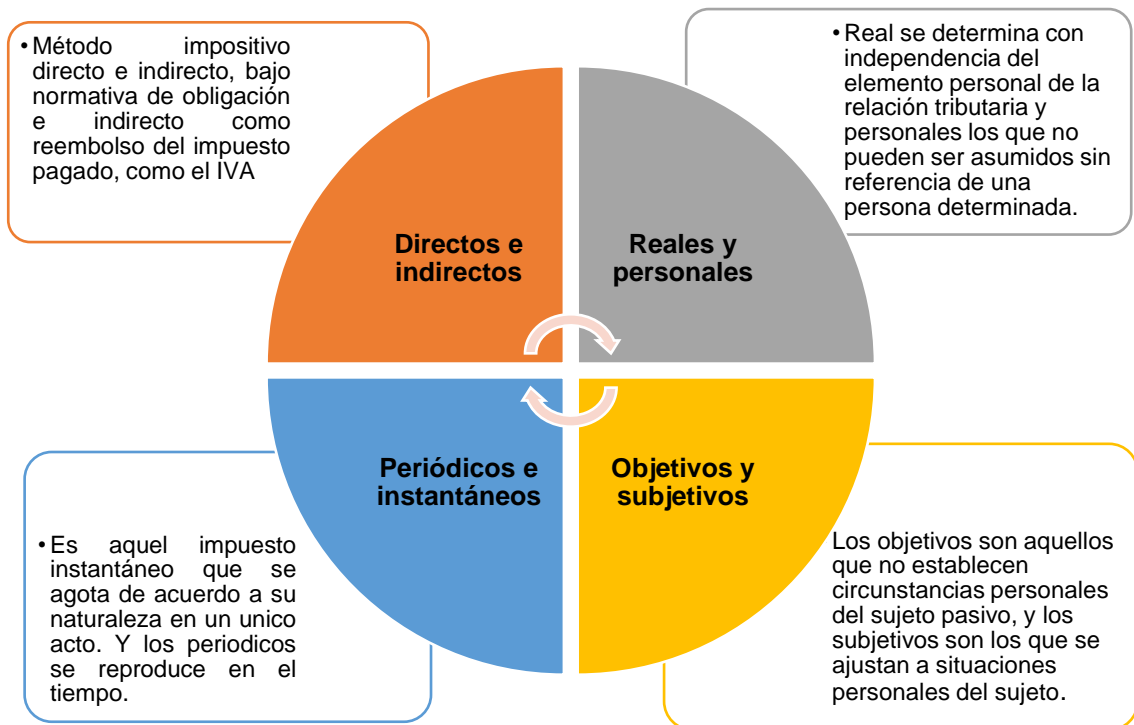 •Método impositivo
directo e indirecto, bajo
normativa de obligación
e indirecto como
reembolso del impuesto
pagado, como el IVA
•Real se determina con
independencia del
elemento personal de la
relación tributaria y
personales los que no
pueden ser asumidos sin
referencia de una
persona determinada.
Directos e
indirectos
Reales y
personales
Periódicos e
instantáneos
Objetivos y
subjetivos
•Es aquel impuesto
instantáneo que se
agota de acuerdo a su
naturaleza en un unico
acto. Y los periodicos
se reproduce en el
tiempo.
Los objetivos son aquellos
que no establecen
circunstancias personales
del sujeto pasivo, y los
subjetivos son los que se
ajustan a situaciones
personales del sujeto.